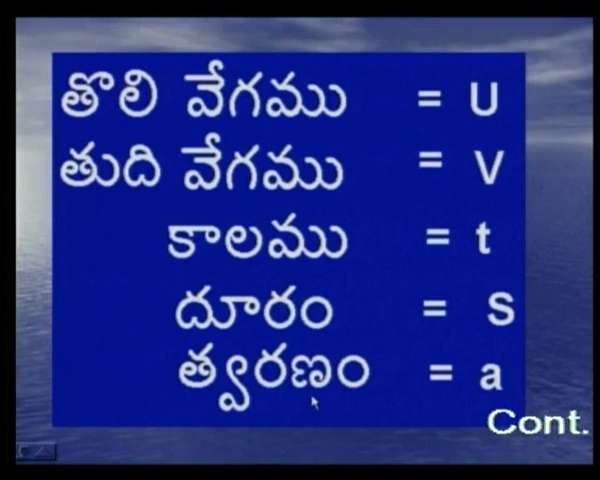 తొలి వేగము = U
తుది వేగము = V
కాలము = t
దూరం = S
త్వరణం = a
Cont.